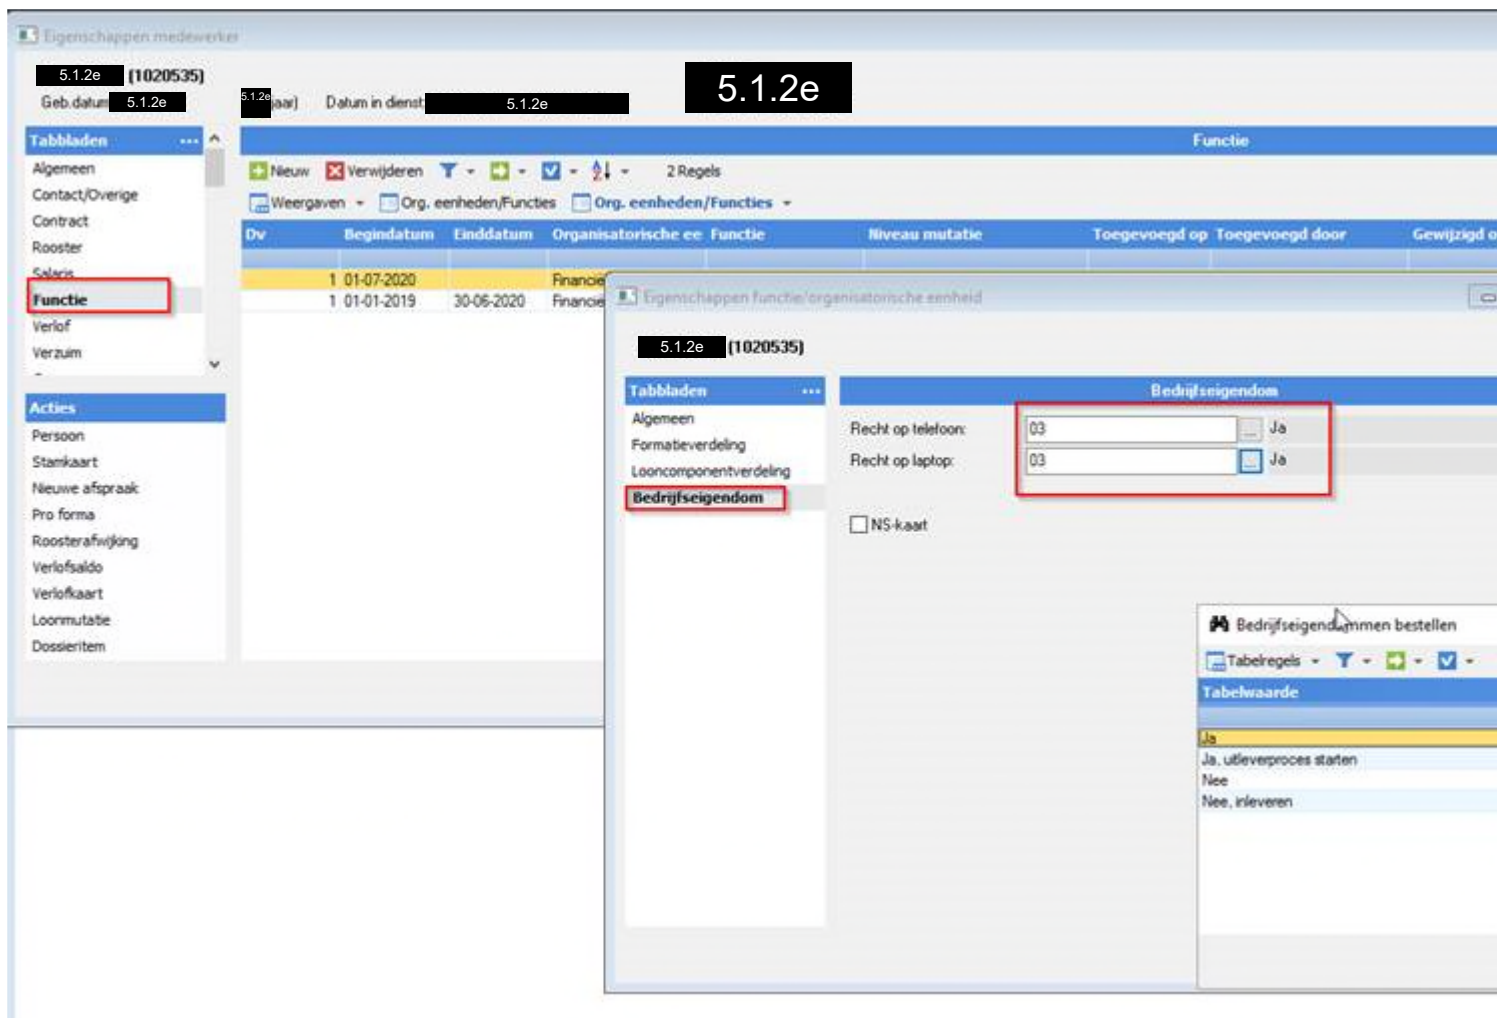 Eigenschappen medewerker
5.1.2e (1020535)
5.1.2e
Geb.datum 5.1.2e 5.1.2e jaar) Datum in dienst: 5.1.2e
Tabbladen ...
Algemeen
Contact/Overige
Contract
Rooster
Salaris
Functie
Verlof
Verzuim
Acties
Persoon
Stamkaart
Nieuwe afspraak
Pro forma
Roosterafwijking
Verlofsaldo
Verlofkaart
Loonmutatie
Dossieritem
Functie
Nieuw Verwijderen 2 Regels
Weergaven Org. eenheden/Functies Org. eenheden/Functies
Dv Begindatum Einddatum Organisatorische ee Functie Niveau mutatie Toegevoegd op Toegevoegd door Gewijzigd o
1 01-07-2020 Financie
1 01-01-2019 30-06-2020 Financie
Eigenschappen functie/organisatorische eenheid
5.1.2e (1020535)
Tabbladen ...
Algemeen
Formatieverdeling
Looncomponentverdeling
Bedrijfseigendom
Bedrijfseigendom
Recht op telefoon: 03 ... Ja
Recht op laptop: 03 ... Ja
NS-kaart
Bedrijfseigendommen bestellen
Tabelregels
Tabelwaarde
Ja
Ja, uitleverproces starten
Nee
Nee, inleveren